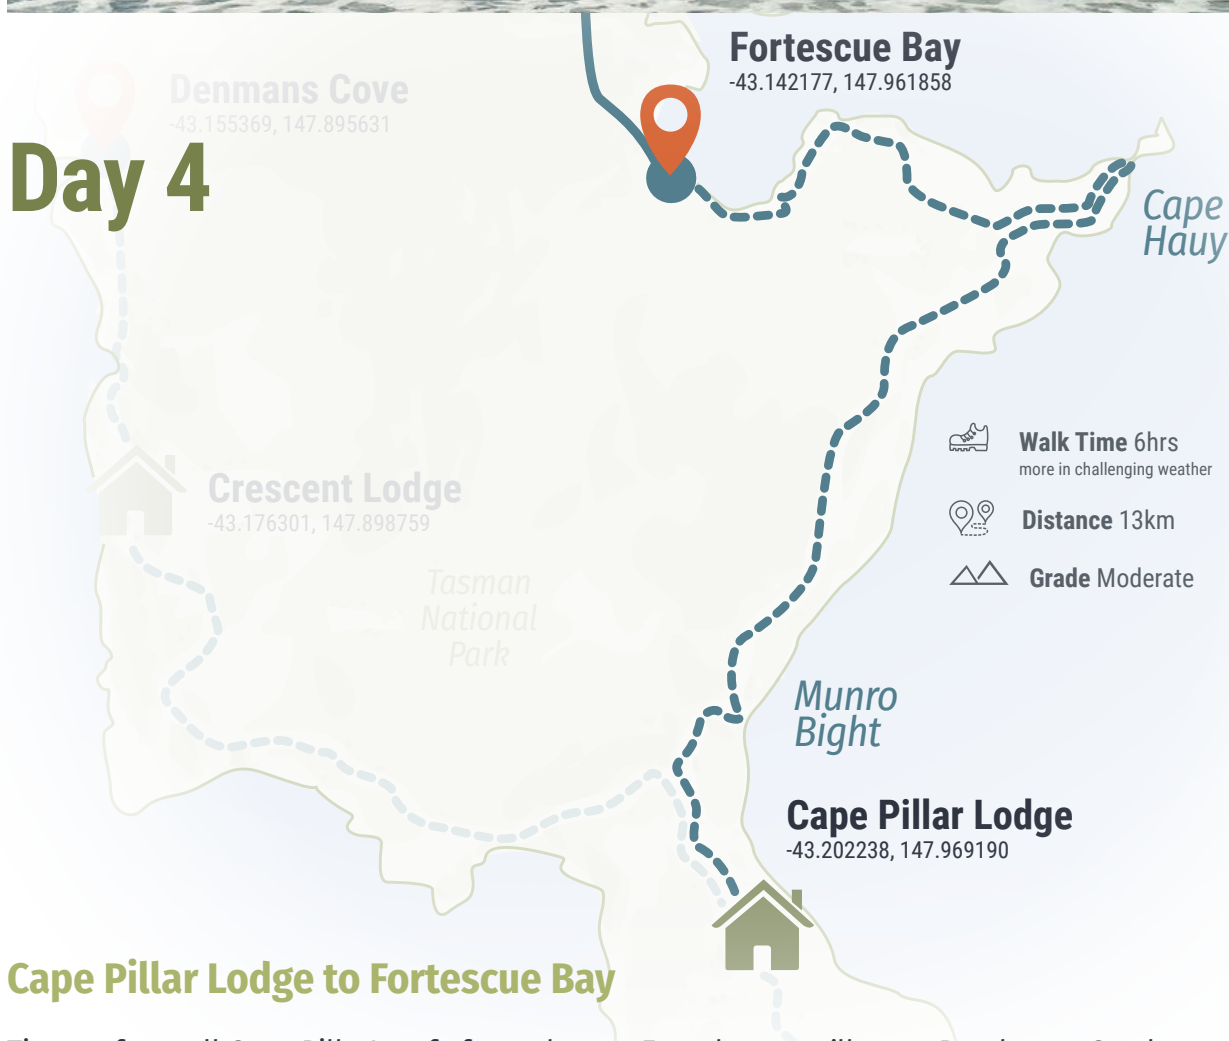 Fortescue Bay
-43.142177, 147.961858
Denmans Cove
-43.155369, 147.895631
Day 4
Cape
Hauy
Walk Time 6hrs
more in challenging weather
Crescent Lodge
-43.176301, 147.898759
Distance 13km
Grade Moderate
Tasman
National
Park
Munro
Bight
Cape Pillar Lodge
-43.202238, 147.969190
Cape Pillar Lodge to Fortescue Bay